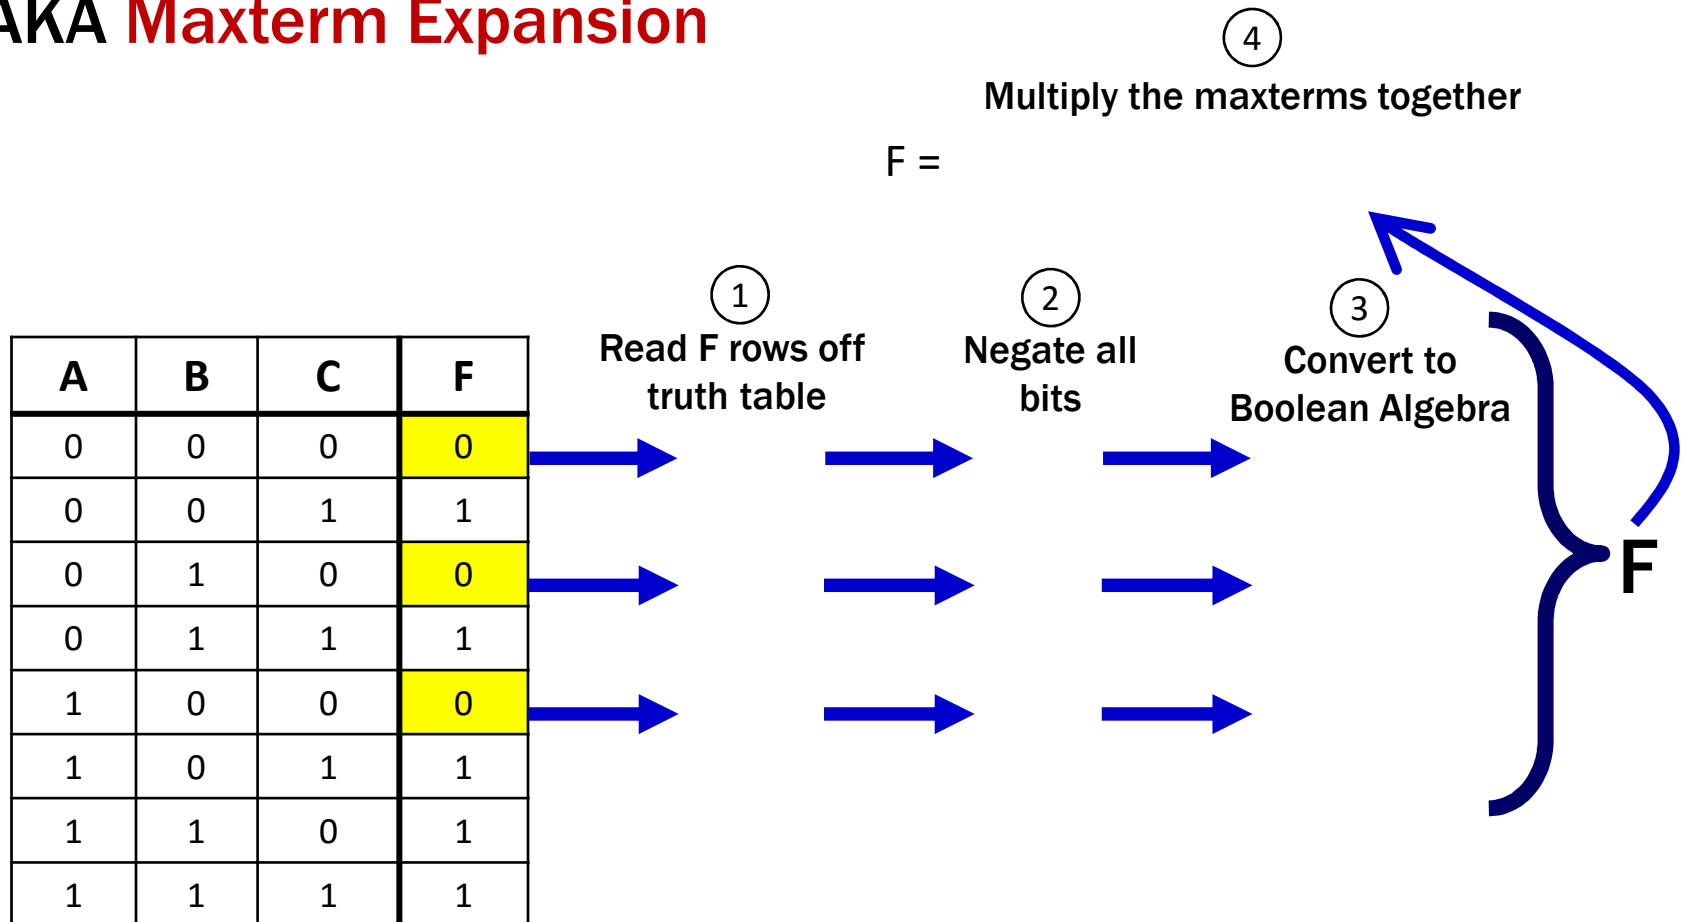 AKA Maxterm Expansion
4
Multiply the maxterms together
F =
1
Read F rows off
truth table
2
Negate all
bits
3
Convert to
Boolean Algebra
A B C F
0 0 0 0
0 0 1 1
0 1 0 0
0 1 1 1
1 0 0 0
1 0 1 1
1 1 0 1
1 1 1 1
F